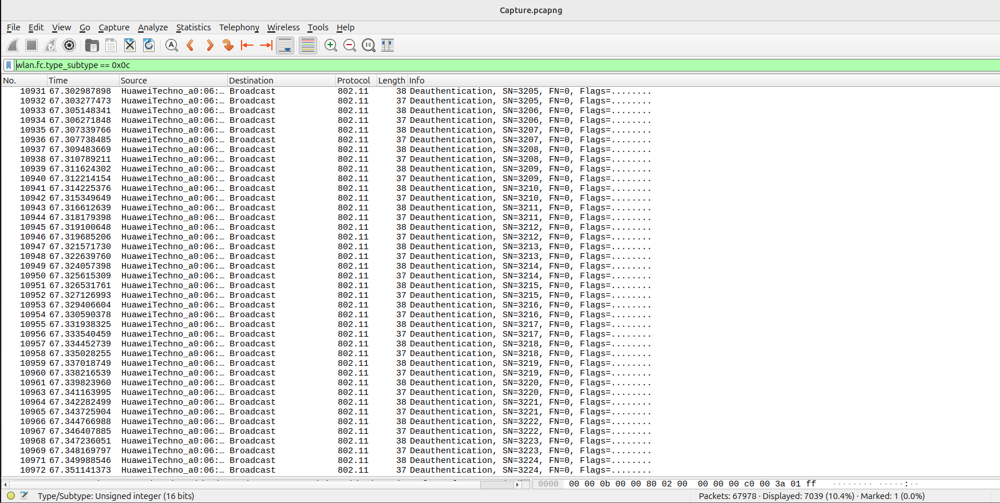 Capture.pcapng
File Edit View Go Capture Analyze Statistics Telephony Wireless Tools Help
wlan.fc.type_subtype == 0x0c
No. Time Source Destination Protocol Length Info
10931 67.302987898 HuaweiTechno_a0:06:… Broadcast 802.11 38 Deauthentication, SN=3205, FN=0, Flags=........
10932 67.303277473 HuaweiTechno_a0:06:… Broadcast 802.11 37 Deauthentication, SN=3205, FN=0, Flags=........
10933 67.305148341 HuaweiTechno_a0:06:… Broadcast 802.11 38 Deauthentication, SN=3206, FN=0, Flags=........
10934 67.306271848 HuaweiTechno_a0:06:… Broadcast 802.11 37 Deauthentication, SN=3206, FN=0, Flags=........
10935 67.307339766 HuaweiTechno_a0:06:… Broadcast 802.11 38 Deauthentication, SN=3207, FN=0, Flags=........
10936 67.307738485 HuaweiTechno_a0:06:… Broadcast 802.11 37 Deauthentication, SN=3207, FN=0, Flags=........
10937 67.309483669 HuaweiTechno_a0:06:… Broadcast 802.11 38 Deauthentication, SN=3208, FN=0, Flags=........
10938 67.310789211 HuaweiTechno_a0:06:… Broadcast 802.11 37 Deauthentication, SN=3208, FN=0, Flags=........
10939 67.311624302 HuaweiTechno_a0:06:… Broadcast 802.11 38 Deauthentication, SN=3209, FN=0, Flags=........
10940 67.312214154 HuaweiTechno_a0:06:… Broadcast 802.11 37 Deauthentication, SN=3209, FN=0, Flags=........
10941 67.314225376 HuaweiTechno_a0:06:… Broadcast 802.11 38 Deauthentication, SN=3210, FN=0, Flags=........
10942 67.315349649 HuaweiTechno_a0:06:… Broadcast 802.11 37 Deauthentication, SN=3210, FN=0, Flags=........
10943 67.316612639 HuaweiTechno_a0:06:… Broadcast 802.11 38 Deauthentication, SN=3211, FN=0, Flags=........
10944 67.318179398 HuaweiTechno_a0:06:… Broadcast 802.11 37 Deauthentication, SN=3211, FN=0, Flags=........
10945 67.319100648 HuaweiTechno_a0:06:… Broadcast 802.11 38 Deauthentication, SN=3212, FN=0, Flags=........
10946 67.319685206 HuaweiTechno_a0:06:… Broadcast 802.11 37 Deauthentication, SN=3212, FN=0, Flags=........
10947 67.321571730 HuaweiTechno_a0:06:… Broadcast 802.11 38 Deauthentication, SN=3213, FN=0, Flags=........
10948 67.322639760 HuaweiTechno_a0:06:… Broadcast 802.11 37 Deauthentication, SN=3213, FN=0, Flags=........
10949 67.324057398 HuaweiTechno_a0:06:… Broadcast 802.11 38 Deauthentication, SN=3214, FN=0, Flags=........
10950 67.325615309 HuaweiTechno_a0:06:… Broadcast 802.11 37 Deauthentication, SN=3214, FN=0, Flags=........
10951 67.326531761 HuaweiTechno_a0:06:… Broadcast 802.11 38 Deauthentication, SN=3215, FN=0, Flags=........
10952 67.327126993 HuaweiTechno_a0:06:… Broadcast 802.11 37 Deauthentication, SN=3215, FN=0, Flags=........
10953 67.329406604 HuaweiTechno_a0:06:… Broadcast 802.11 38 Deauthentication, SN=3216, FN=0, Flags=........
10954 67.330590378 HuaweiTechno_a0:06:… Broadcast 802.11 37 Deauthentication, SN=3216, FN=0, Flags=........
10955 67.331938325 HuaweiTechno_a0:06:… Broadcast 802.11 38 Deauthentication, SN=3217, FN=0, Flags=........
10956 67.333540459 HuaweiTechno_a0:06:… Broadcast 802.11 37 Deauthentication, SN=3217, FN=0, Flags=........
10957 67.334452739 HuaweiTechno_a0:06:… Broadcast 802.11 38 Deauthentication, SN=3218, FN=0, Flags=........
10958 67.335028255 HuaweiTechno_a0:06:… Broadcast 802.11 37 Deauthentication, SN=3218, FN=0, Flags=........
10959 67.337018749 HuaweiTechno_a0:06:… Broadcast 802.11 38 Deauthentication, SN=3219, FN=0, Flags=........
10960 67.338216539 HuaweiTechno_a0:06:… Broadcast 802.11 37 Deauthentication, SN=3219, FN=0, Flags=........
10961 67.339823960 HuaweiTechno_a0:06:… Broadcast 802.11 38 Deauthentication, SN=3220, FN=0, Flags=........
10963 67.341163995 HuaweiTechno_a0:06:… Broadcast 802.11 37 Deauthentication, SN=3220, FN=0, Flags=........
10964 67.342282499 HuaweiTechno_a0:06:… Broadcast 802.11 38 Deauthentication, SN=3221, FN=0, Flags=........
10965 67.343725904 HuaweiTechno_a0:06:… Broadcast 802.11 37 Deauthentication, SN=3221, FN=0, Flags=........
10966 67.344766988 HuaweiTechno_a0:06:… Broadcast 802.11 38 Deauthentication, SN=3222, FN=0, Flags=........
10967 67.346407885 HuaweiTechno_a0:06:… Broadcast 802.11 37 Deauthentication, SN=3222, FN=0, Flags=........
10968 67.347236051 HuaweiTechno_a0:06:… Broadcast 802.11 38 Deauthentication, SN=3223, FN=0, Flags=........
10969 67.348169797 HuaweiTechno_a0:06:… Broadcast 802.11 37 Deauthentication, SN=3223, FN=0, Flags=........
10971 67.349988546 HuaweiTechno_a0:06:… Broadcast 802.11 38 Deauthentication, SN=3224, FN=0, Flags=........
10972 67.351141373 HuaweiTechno_a0:06:… Broadcast 802.11 37 Deauthentication, SN=3224, FN=0, Flags=........
0000 00 00 0b 00 00 80 02 00 00 00 00 c0 00 3a 01 ff ········ ·····:··
Type/Subtype: Unsigned integer (16 bits)
Packets: 67978 · Displayed: 7039 (10.4%) · Marked: 1 (0.0%)